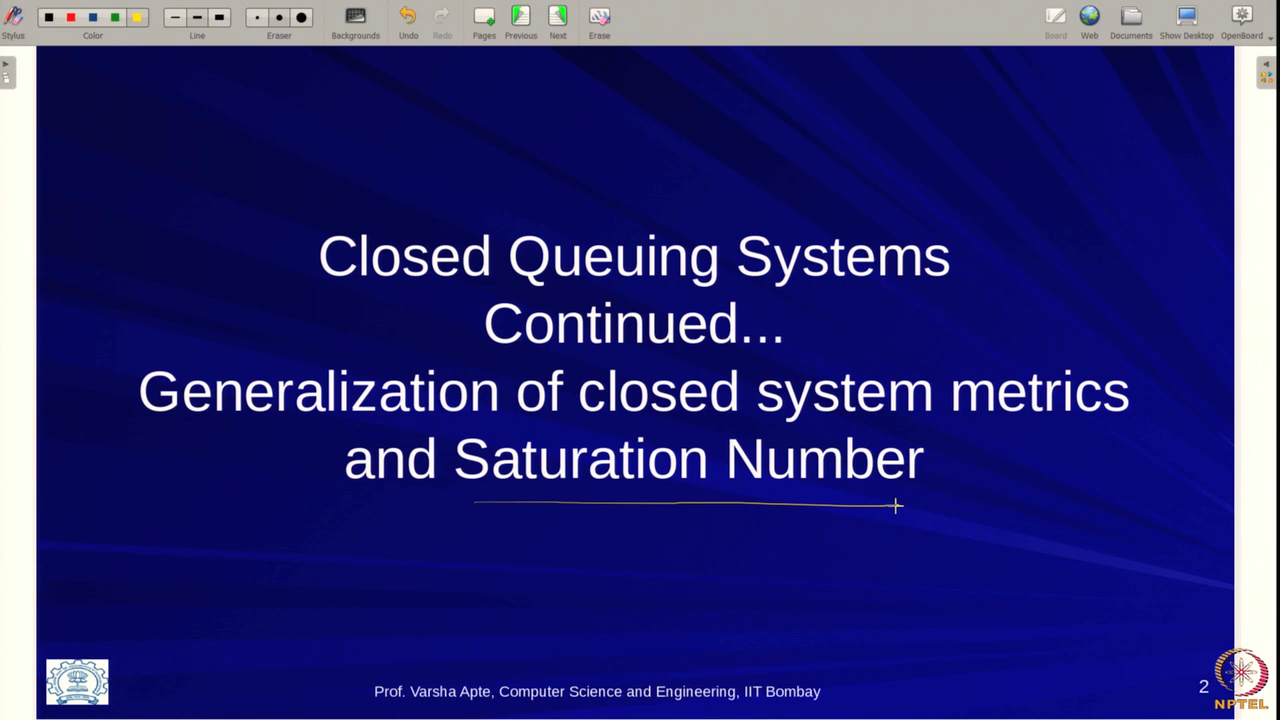 Stylus
Color
Line
Eraser
Backgrounds
Undo
Redo
Pages
Previous
Next
Erase
Board
Web
Documents
Show Desktop
OpenBoard
Closed Queuing Systems
Continued...
Generalization of closed system metrics
and Saturation Number
Prof. Varsha Apte, Computer Science and Engineering, IIT Bombay
2
NPTEL